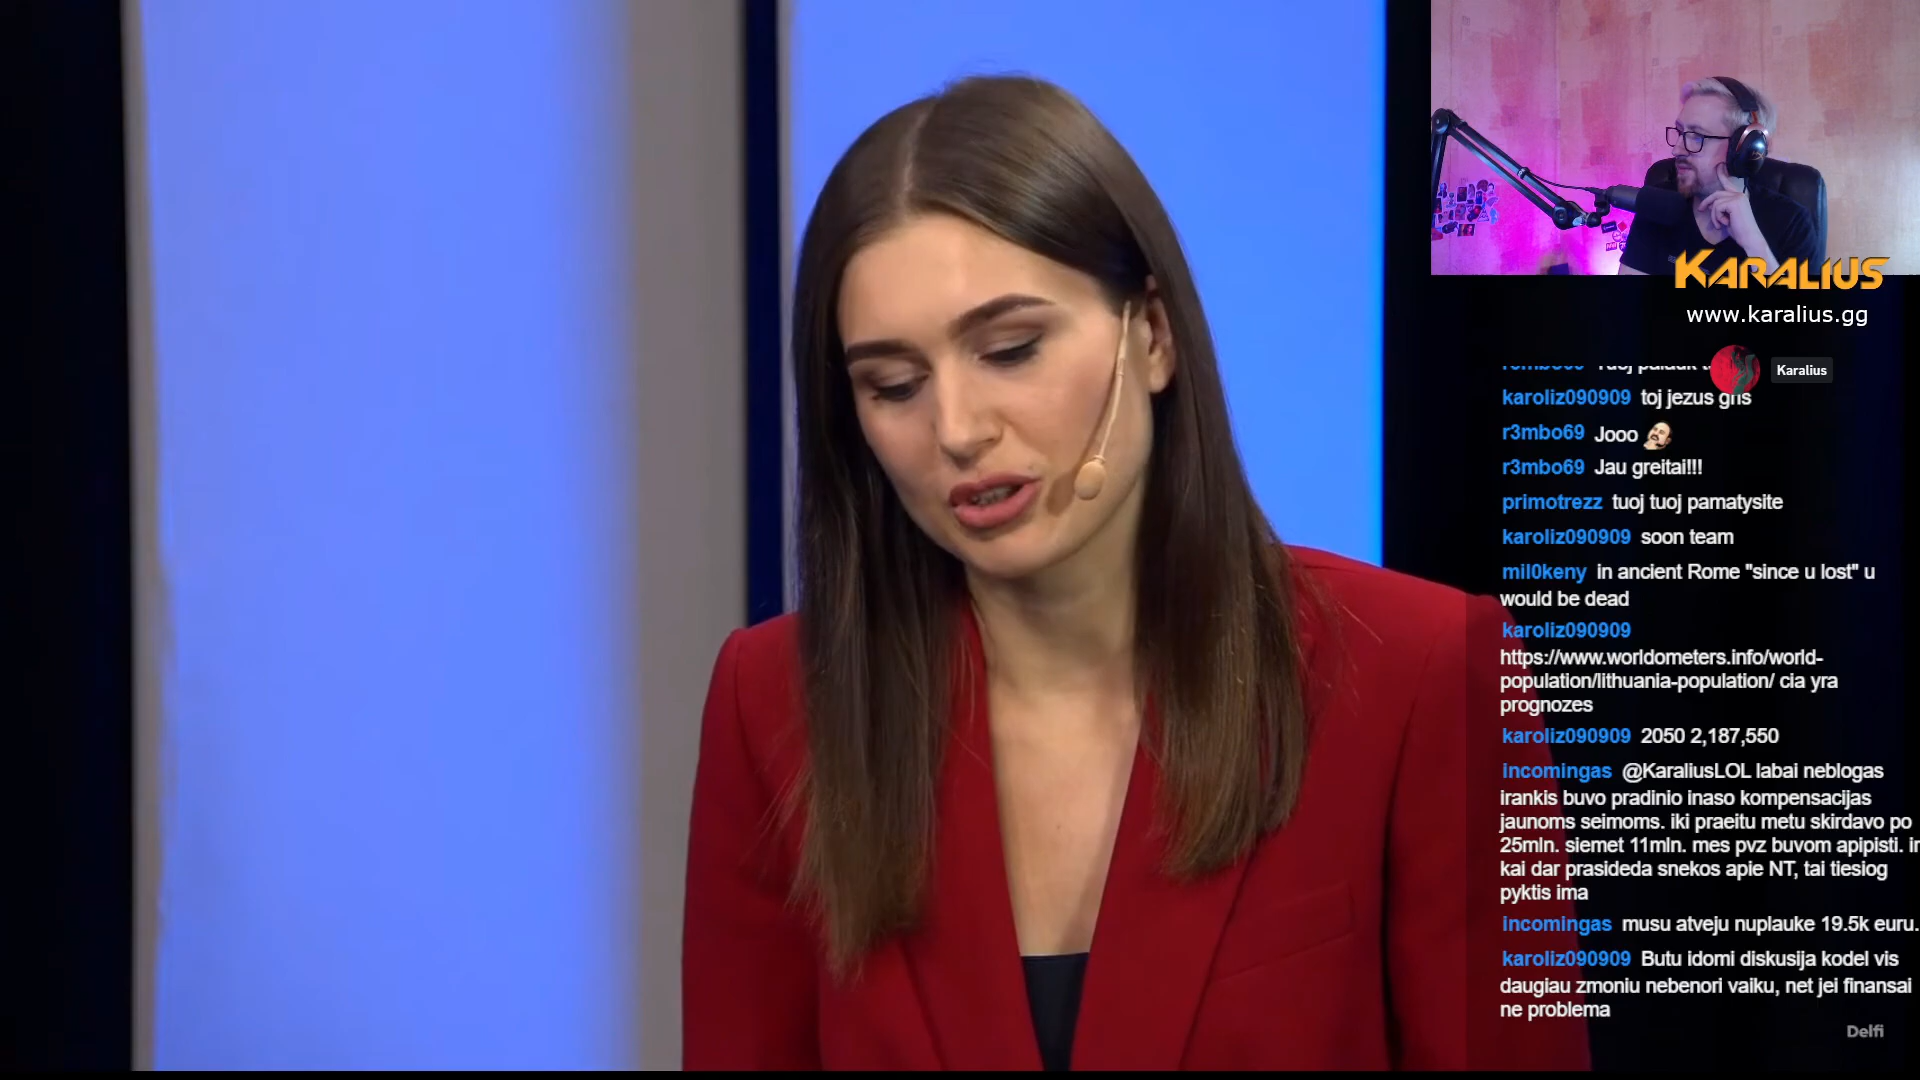 KARALIUS
www.karalius.gg
Karalius
karoliz090909 toj jezus gris
r3mbo69 Jooo
r3mbo69 Jau greitai!!!
primotrezz tuoj tuoj pamatysite
karoliz090909 soon team
mil0keny in ancient Rome "since u lost" u
would be dead
karoliz090909
https://www.worldometers.info/world-
population/lithuania-population/ cia yra
prognozes
karoliz090909 2050 2,187,550
incomingas @KaraliusLOL labai neblogas
irankis buvo pradinio inaso kompensacijas
jaunoms seimoms. iki praeitu metu skirdavo po
25mln. siemet 11mln. mes pvz buvom apipisti. ir
kai dar prasideda snekos apie NT, tai tiesiog
pyktis ima
incomingas musu atveju nuplauke 19.5k euru.
karoliz090909 Butu idomi diskusija kodel vis
daugiau zmoniu nebenori vaiku, net jei finansai
ne problema
Delfi